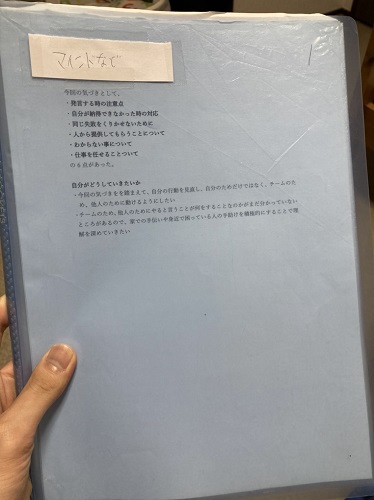 マインドなど
1
今回の気づきとして、
・発言する時の注意点
・自分が納得できなかった時の対応
・同じ失敗をくりかせないために
・人から提供してもらうことについて
・わからない事について
・仕事を任せることついて
の6点があった。
自分がどうしていきたいか
・今回の気づきをを踏まえて、自分の行動を見直し、自分のためだけではなく、チームのた
め、他人のために動けるようにしたい
・チームのため、他人のためにやると言うことが何をすることなのかがまだ分かっていない
ところがあるので、家での手伝いや身近で困っている人の手助けを積極的にすることで理
解を深めていきたい